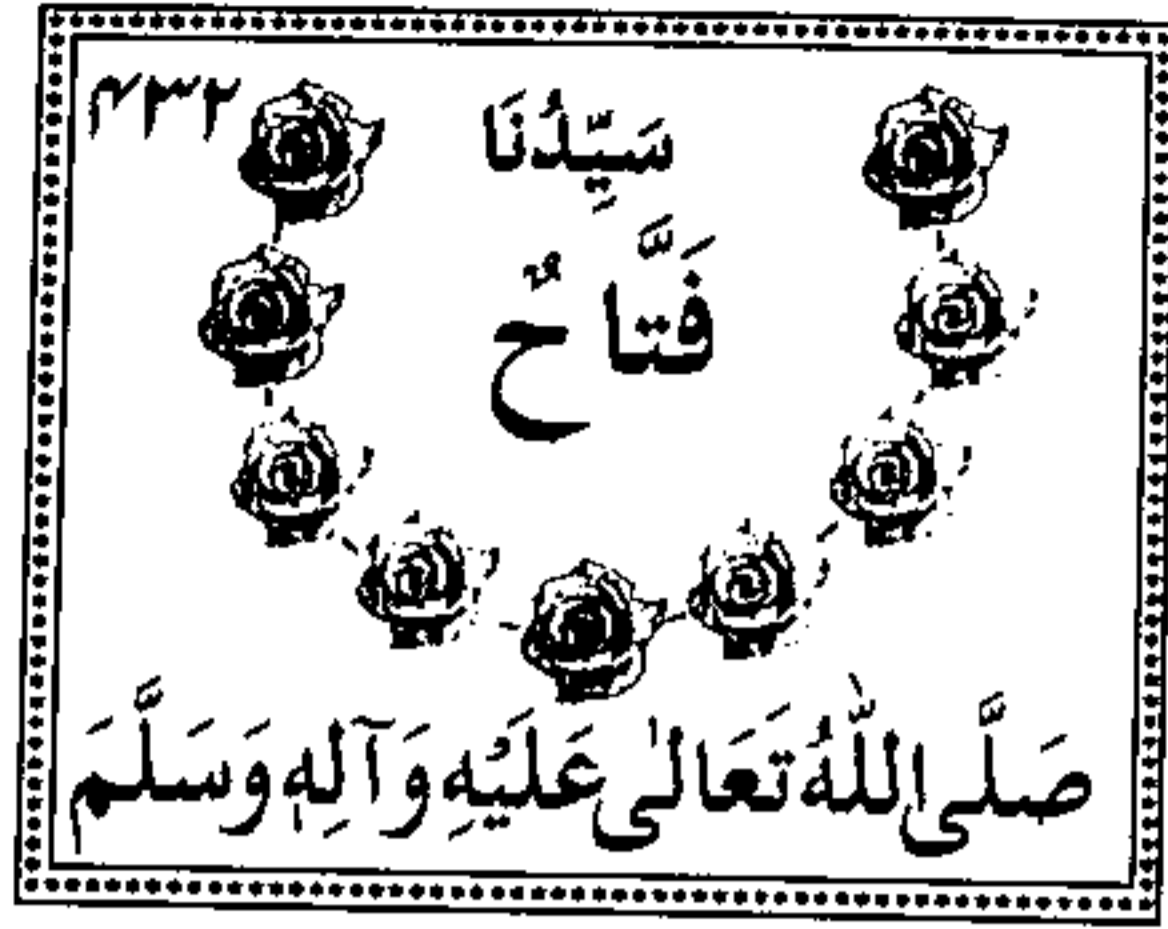 ۴۳۲
سَيِّدُنَا
فَتَّاحٌ
صَلَّى اللّٰهُ تَعَالٰى عَلَيْهِ وَآلِهٖ وَسَلَّمَ